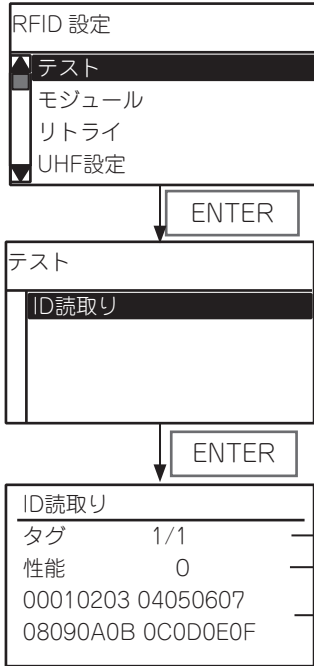 RFID 設定
テスト
モジュール
リトライ
UHF設定
ENTER
テスト
ID読取り
ENTER
ID読取り
タグ 1/1
性能 0
00010203 04050607
08090A0B 0C0D0E0F